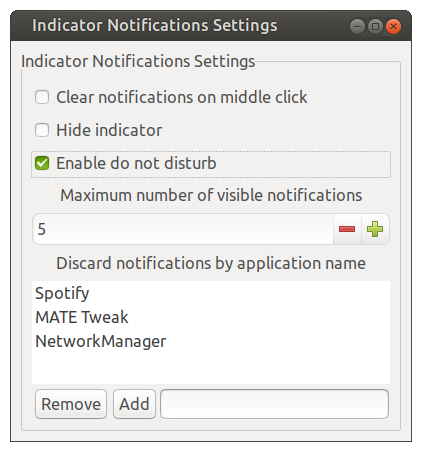 Indicator Notifications Settings
Indicator Notifications Settings
Clear notifications on middle click
Hide indicator
Enable do not disturb
Maximum number of visible notifications
5
Discard notifications by application name
Spotify
MATE Tweak
NetworkManager
Remove Add